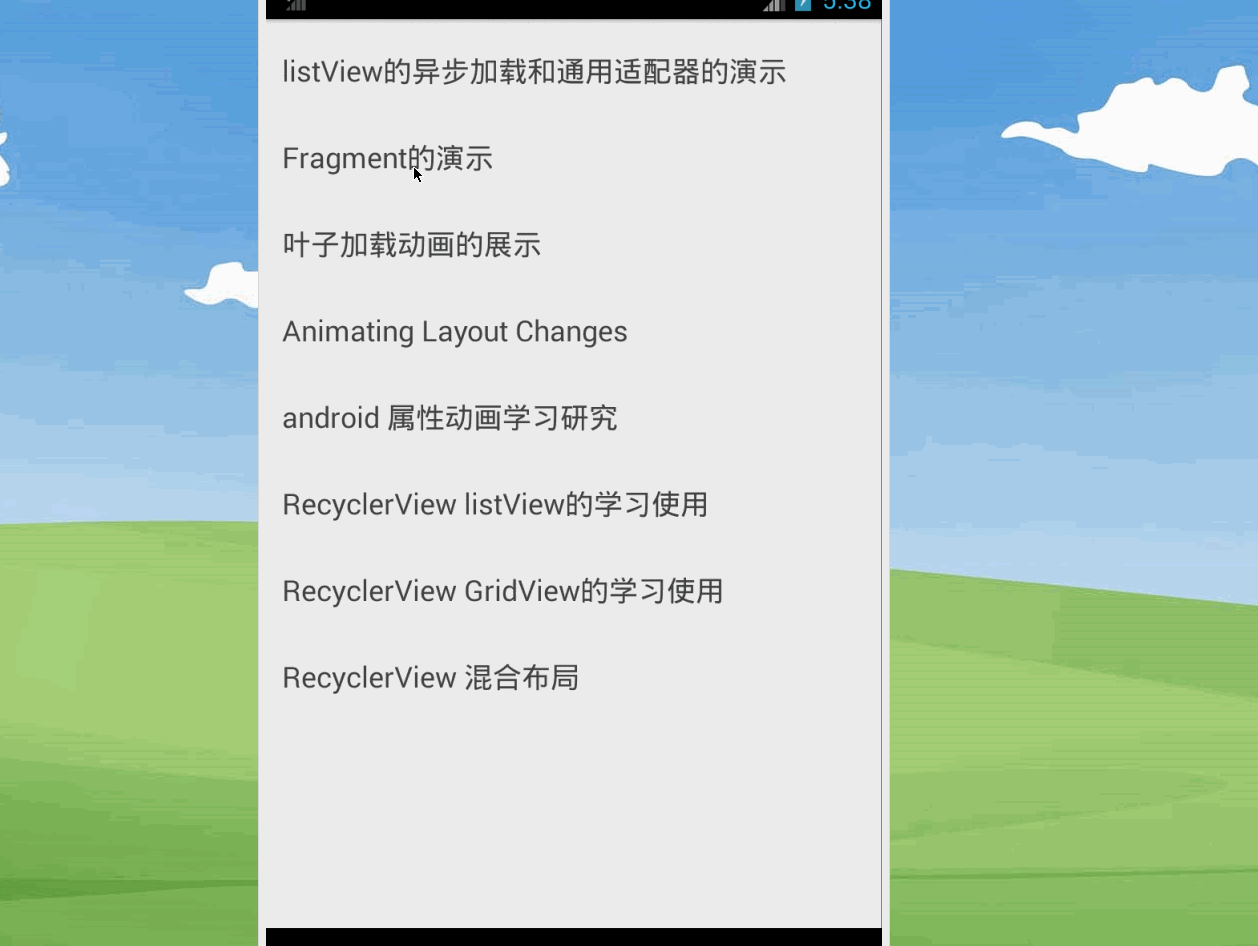 5:38
listView的异步加载和通用适配器的演示
Fragment的演示
叶子加载动画的展示
Animating Layout Changes
android 属性动画学习研究
RecyclerView listView的学习使用
RecyclerView GridView的学习使用
RecyclerView 混合布局